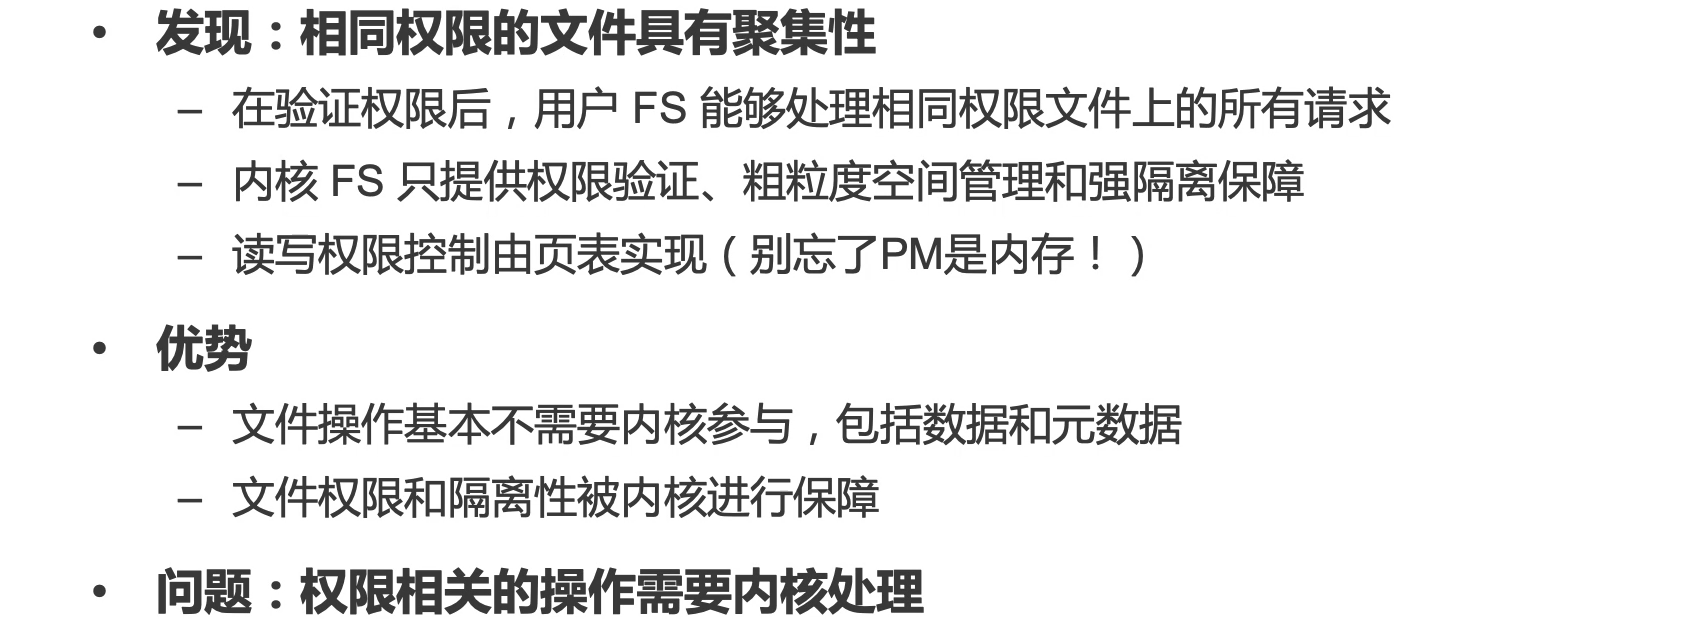 • 发现：相同权限的文件具有聚集性
– 在验证权限后，用户 FS 能够处理相同权限文件上的所有请求
– 内核 FS 只提供权限验证、粗粒度空间管理和强隔离保障
– 读写权限控制由页表实现（别忘了PM是内存！）
• 优势
– 文件操作基本不需要内核参与，包括数据和元数据
– 文件权限和隔离性被内核进行保障
• 问题：权限相关的操作需要内核处理